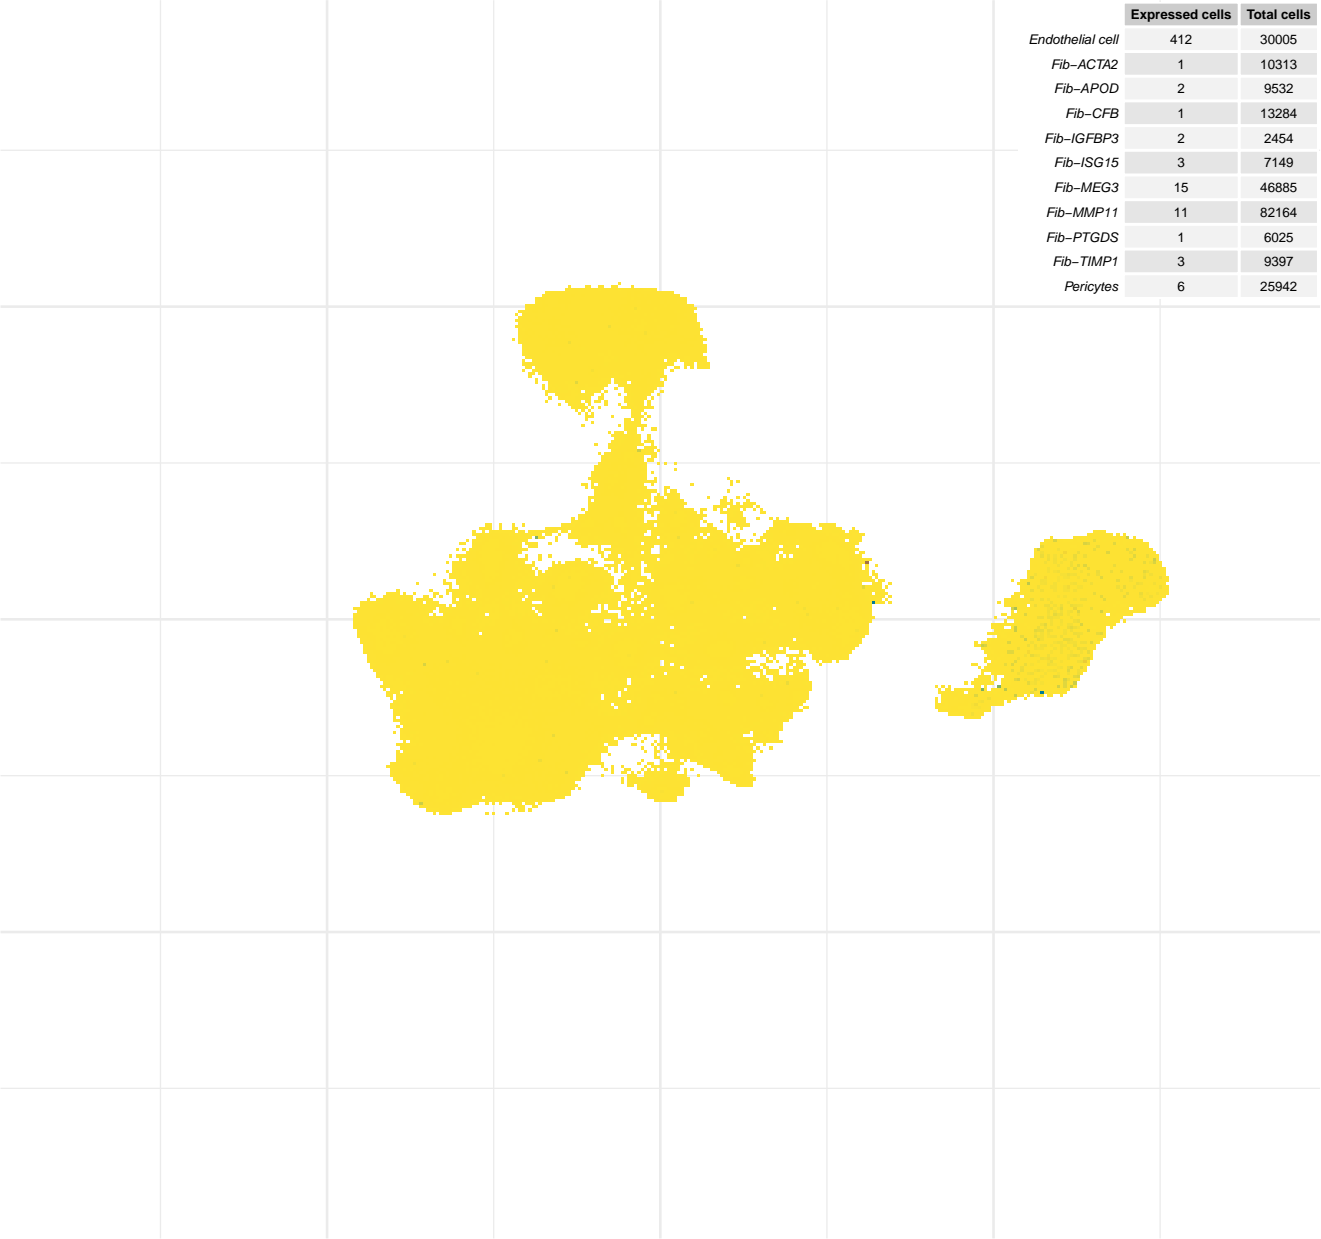 Expressed cells Total cells
Endothelial cell 412 30005
Fib−ACTA2 1 10313
Fib−APOD 2 9532
Fib−CFB 1 13284
Fib−IGFBP3 2 2454
Fib−ISG15 3 7149
Fib−MEG3 15 46885
Fib−MMP11 11 82164
Fib−PTGDS 1 6025
Fib−TIMP1 3 9397
Pericytes 6 25942